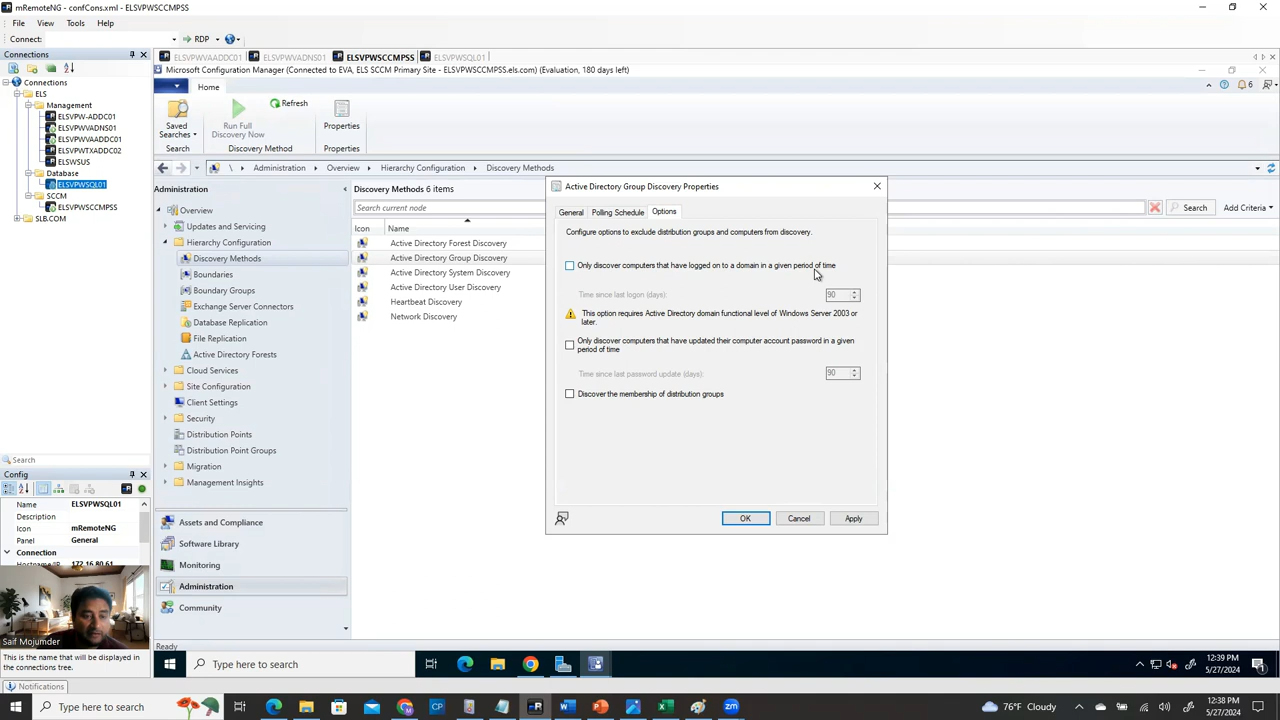 mRemoteNG - confCons.xml - ELSVPWSCCMPSS
File View Tools Help
Connect: RDP
Connections
Connections
ELS
Management
ELSVPW-ADDC01
ELSVPWVADNS01
ELSVPWVAADDC01
ELSVPWTXADDC02
ELSWSUS
Database
ELSVPWSQL01
SCCM
ELSVPWSCCMPSS
SLB.COM
Search
Config
Name ELSVPWSQL01
Description
Icon mRemoteNG
Panel General
Connection
Hostname/IP 172.16.80.61
Saif Mojumder
This is the name that will be displayed in
the connections tree.
Notifications
ELSVPWVAADDC01 ELSVPWVADNS01 ELSVPWSCCMPSS ELSVPWSQL01
Microsoft Configuration Manager (Connected to EVA, ELS SCCM Primary Site - ELSVPWSCCMPSS.els.com) (Evaluation, 180 days left)
Home
6
Saved
Searches
Search
Run Full
Discovery Now
Refresh
Discovery Method
Properties
Properties
\ Administration Overview Hierarchy Configuration Discovery Methods
Administration
Overview
Updates and Servicing
Hierarchy Configuration
Discovery Methods
Boundaries
Boundary Groups
Exchange Server Connectors
Database Replication
File Replication
Active Directory Forests
Cloud Services
Site Configuration
Client Settings
Security
Distribution Points
Distribution Point Groups
Migration
Management Insights
Assets and Compliance
Software Library
Monitoring
Administration
Community
Ready
Discovery Methods 6 items
Search current node
Search
Add Criteria
Icon Name
Active Directory Forest Discovery
Active Directory Group Discovery
Active Directory System Discovery
Active Directory User Discovery
Heartbeat Discovery
Network Discovery
Active Directory Group Discovery Properties
General Polling Schedule Options
Configure options to exclude distribution groups and computers from discovery.
Only discover computers that have logged on to a domain in a given period of time
Time since last logon (days): 90
This option requires Active Directory domain functional level of Windows Server 2003 or
later.
Only discover computers that have updated their computer account password in a given
period of time
Time since last password update (days): 90
Discover the membership of distribution groups
OK Cancel Apply
Type here to search
12:39 PM
5/27/2024
Type here to search
76°F Cloudy
12:38 PM
5/27/2024